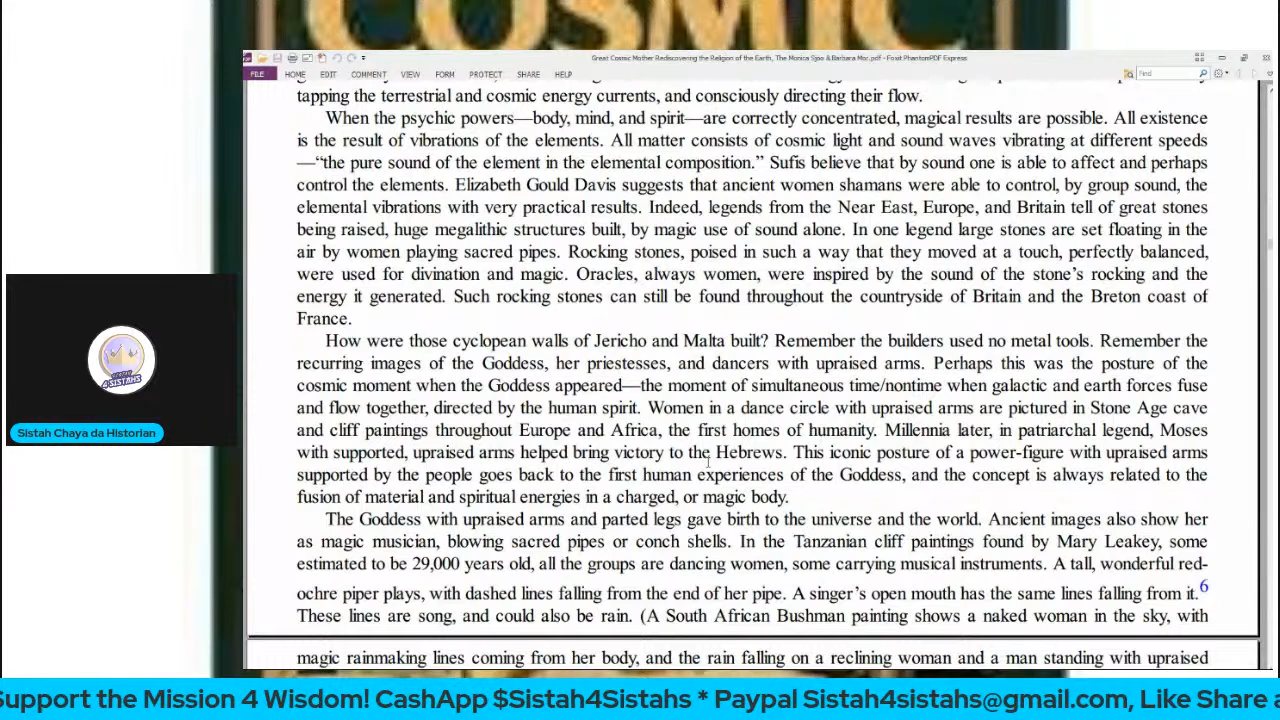 COSMIC
Great Cosmic Mother Rediscovering the Religion of the Earth, The Monica Sjoo & Barbara Mor.pdf - Foxit PhantomPDF Express
FILE HOME EDIT COMMENT VIEW FORM PROTECT SHARE HELP Find
tapping the terrestrial and cosmic energy currents, and consciously directing their flow.
When the psychic powers—body, mind, and spirit—are correctly concentrated, magical results are possible. All existence
is the result of vibrations of the elements. All matter consists of cosmic light and sound waves vibrating at different speeds
—“the pure sound of the element in the elemental composition.” Sufis believe that by sound one is able to affect and perhaps
control the elements. Elizabeth Gould Davis suggests that ancient women shamans were able to control, by group sound, the
elemental vibrations with very practical results. Indeed, legends from the Near East, Europe, and Britain tell of great stones
being raised, huge megalithic structures built, by magic use of sound alone. In one legend large stones are set floating in the
air by women playing sacred pipes. Rocking stones, poised in such a way that they moved at a touch, perfectly balanced,
were used for divination and magic. Oracles, always women, were inspired by the sound of the stone’s rocking and the
energy it generated. Such rocking stones can still be found throughout the countryside of Britain and the Breton coast of
France.
How were those cyclopean walls of Jericho and Malta built? Remember the builders used no metal tools. Remember the
recurring images of the Goddess, her priestesses, and dancers with upraised arms. Perhaps this was the posture of the
cosmic moment when the Goddess appeared—the moment of simultaneous time/nontime when galactic and earth forces fuse
and flow together, directed by the human spirit. Women in a dance circle with upraised arms are pictured in Stone Age cave
and cliff paintings throughout Europe and Africa, the first homes of humanity. Millennia later, in patriarchal legend, Moses
with supported, upraised arms helped bring victory to the Hebrews. This iconic posture of a power-figure with upraised arms
supported by the people goes back to the first human experiences of the Goddess, and the concept is always related to the
fusion of material and spiritual energies in a charged, or magic body.
The Goddess with upraised arms and parted legs gave birth to the universe and the world. Ancient images also show her
as magic musician, blowing sacred pipes or conch shells. In the Tanzanian cliff paintings found by Mary Leakey, some
estimated to be 29,000 years old, all the groups are dancing women, some carrying musical instruments. A tall, wonderful red-
ochre piper plays, with dashed lines falling from the end of her pipe. A singer’s open mouth has the same lines falling from it.6
These lines are song, and could also be rain. (A South African Bushman painting shows a naked woman in the sky, with
magic rainmaking lines coming from her body, and the rain falling on a reclining woman and a man standing with upraised
4 SISTAHS
Sistah Chaya da Historian
Support the Mission 4 Wisdom! CashApp $Sistah4Sistahs * Paypal Sistah4sistahs@gmail.com, Like Share a